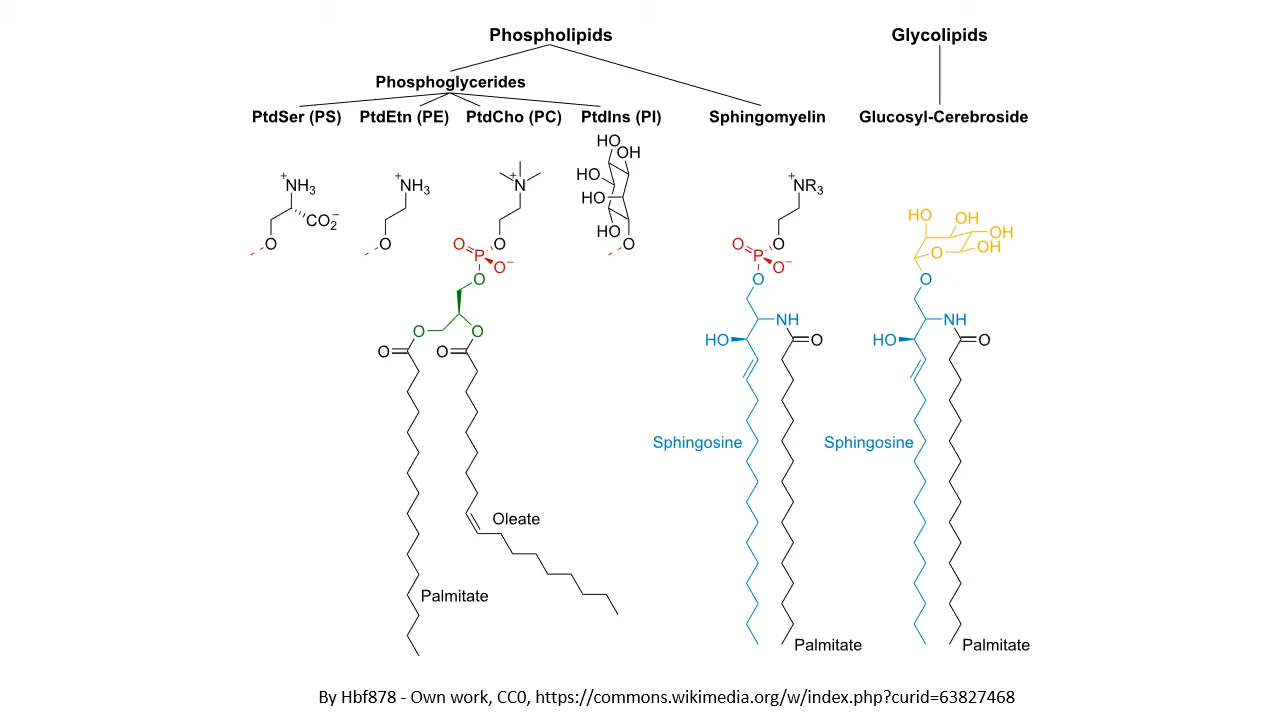 Phospholipids Glycolipids
Phosphoglycerides
PtdSer (PS) PtdEtn (PE) PtdCho (PC) PtdIns (PI) Sphingomyelin Glucosyl-Cerebroside
HO
OH
HO
HO
HO
O
+
NH3
CO2−
O
+
NH3
O
+
N
O
O
P
O−
O
O
O
O
O
+
NR3
O
O
P
O−
O
NH
HO
O
HO
OH
OH
OH
O
O
NH
HO
O
Sphingosine Sphingosine
Oleate
Palmitate
Palmitate Palmitate
By Hbf878 - Own work, CC0, https://commons.wikimedia.org/w/index.php?curid=63827468